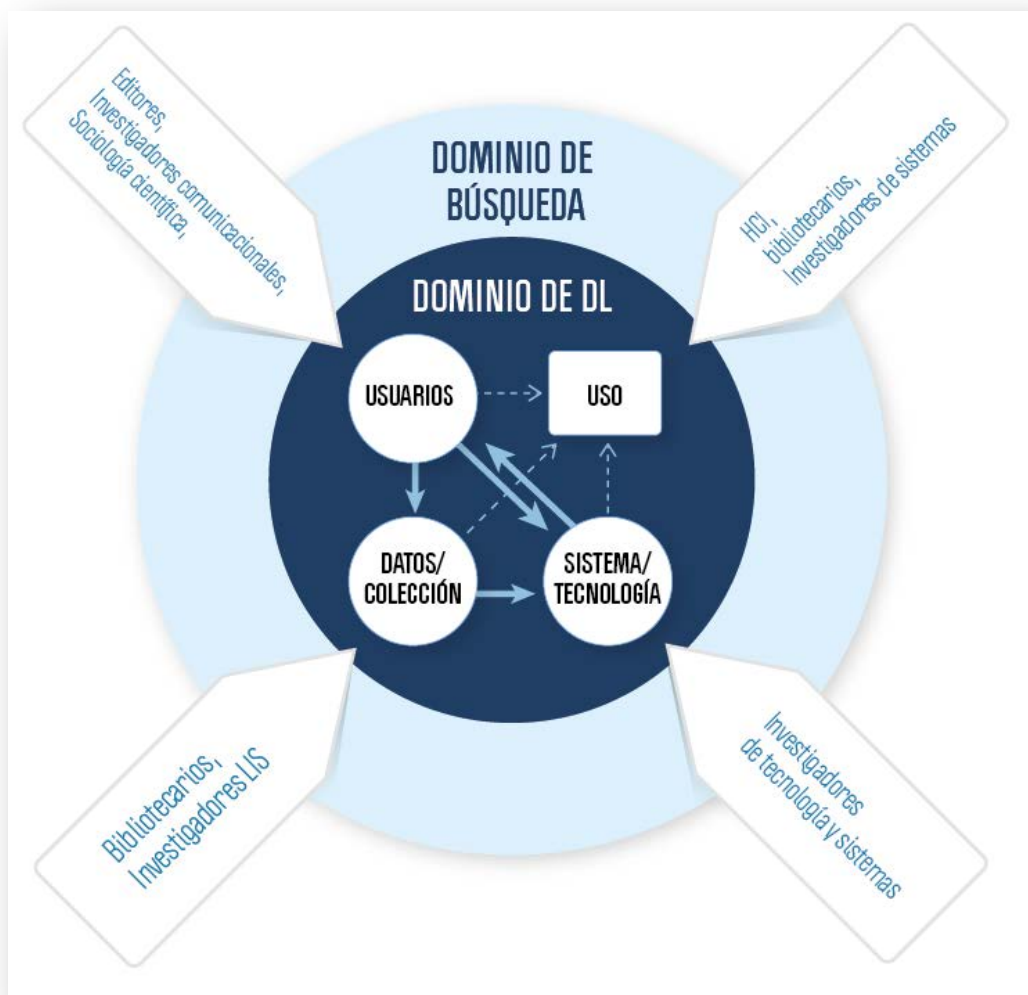 Editores,
Investigadores comunicacionales,
Sociología científica,
HCI,
bibliotecarios,
Investigadores de sistemas
DOMINIO DE
BÚSQUEDA
DOMINIO DE DL
USUARIOS
USO
DATOS/
COLECCIÓN
SISTEMA/
TECNOLOGÍA
Bibliotecarios,
Investigadores LIS
Investigadores
de tecnología y sistemas